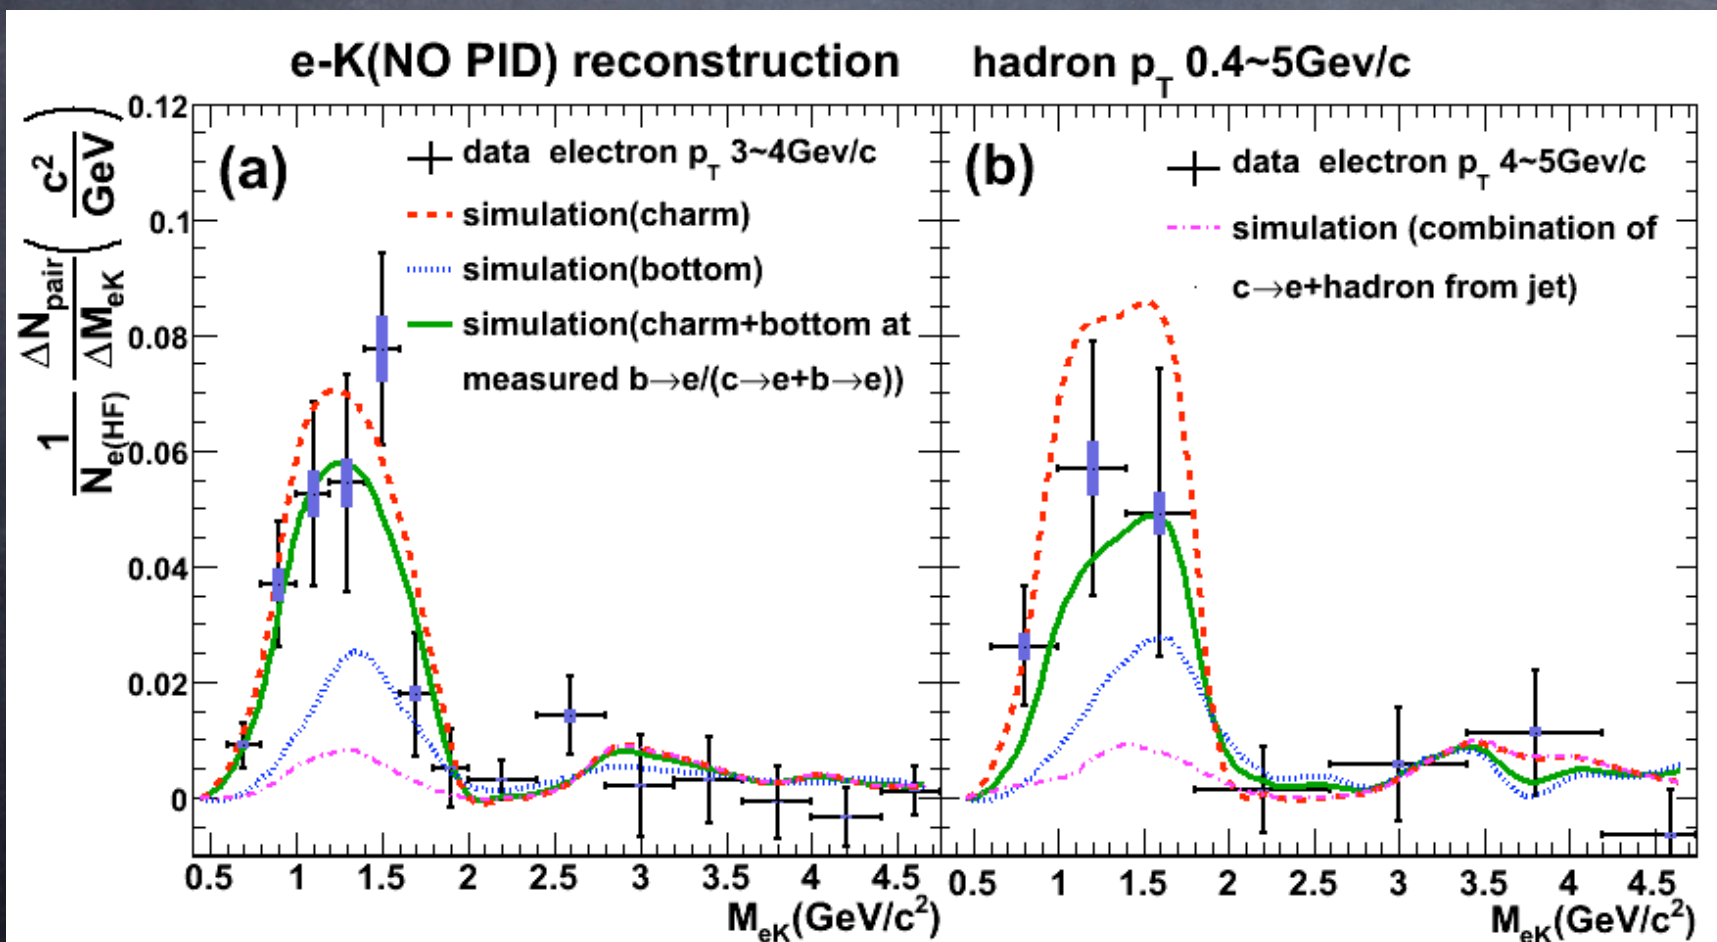 e-K(NO PID) reconstruction hadron p_T 0.4~5Gev/c
1/N_e(HF) ΔN_pair/ΔM_eK (c²/GeV)
0.12
0.1
0.08
0.06
0.04
0.02
0
(a)
data electron p_T 3~4Gev/c
simulation(charm)
simulation(bottom)
simulation(charm+bottom at
measured b→e/(c→e+b→e))
(b)
data electron p_T 4~5Gev/c
simulation (combination of
c→e+hadron from jet)
0.5 1 1.5 2 2.5 3 3.5 4 4.5
M_eK(GeV/c²)
0.5 1 1.5 2 2.5 3 3.5 4 4.5
M_eK(GeV/c²)